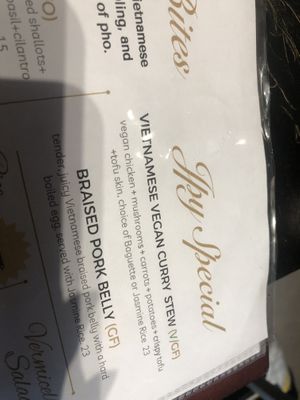 O)
ed shallots+
basil+cilantro
15
Bites
ietnamese
ling, and
of pho.
Jpy Special
VIETNAMESE VEGAN CURRY STEW (V/GF)
vegan chicken + mushrooms + carrots + potatoes + crispy tofu
+tofu skin. choice of Baguette or Jasmine Rice 23
BRAISED PORK BELLY (GF)
tender, juicy Vietnamese braised pork belly with a hard
boiled egg. served with Jasmine Rice. 23
Vermicel
Salad